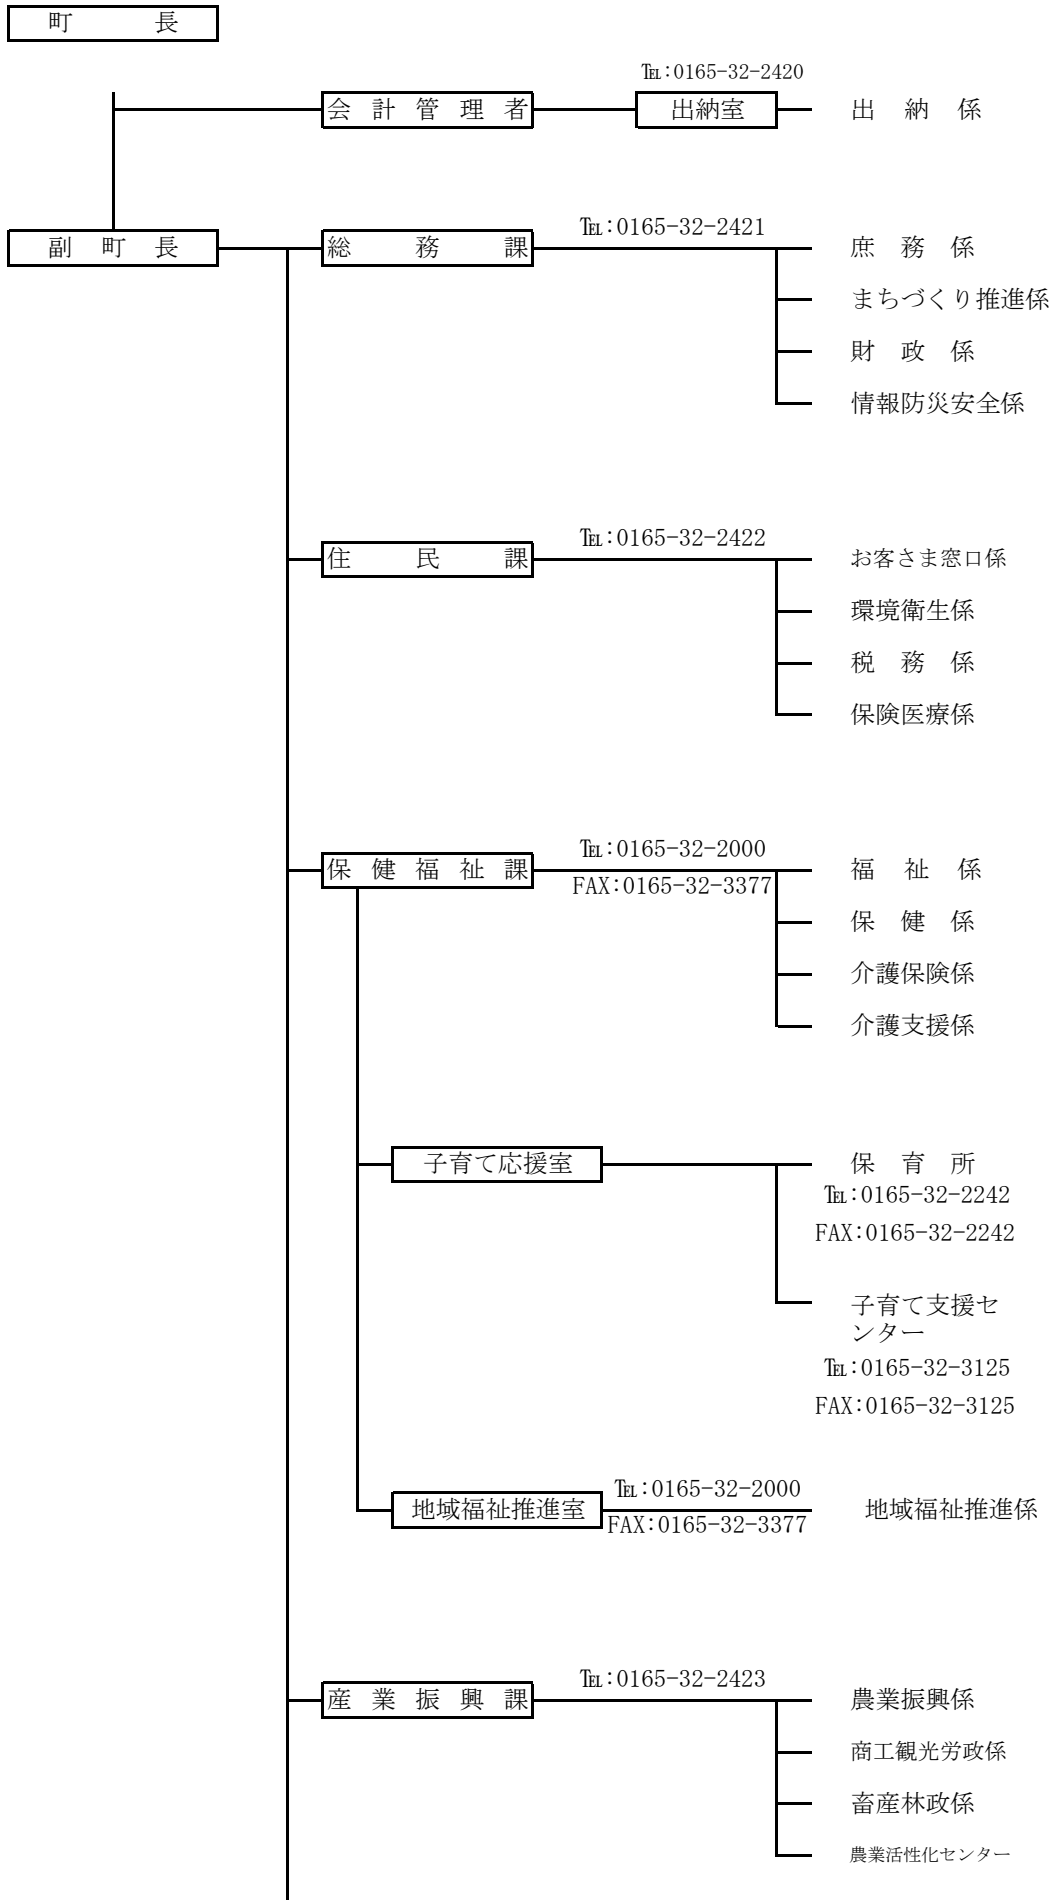 町　長
℡:0165-32-2420
会計管理者　出納室　出納係
℡:0165-32-2421
副町長　総務課　庶務係
まちづくり推進係
財政係
情報防災安全係
℡:0165-32-2422
住民課　お客さま窓口係
環境衛生係
税務係
保険医療係
℡:0165-32-2000
保健福祉課　福祉係
FAX:0165-32-3377
保健係
介護保険係
介護支援係
子育て応援室　保育所
℡:0165-32-2242
FAX:0165-32-2242
子育て支援セ
ンター
℡:0165-32-3125
FAX:0165-32-3125
℡:0165-32-2000
地域福祉推進室　地域福祉推進係
FAX:0165-32-3377
℡:0165-32-2423
産業振興課　農業振興係
商工観光労政係
畜産林政係
農業活性化センター